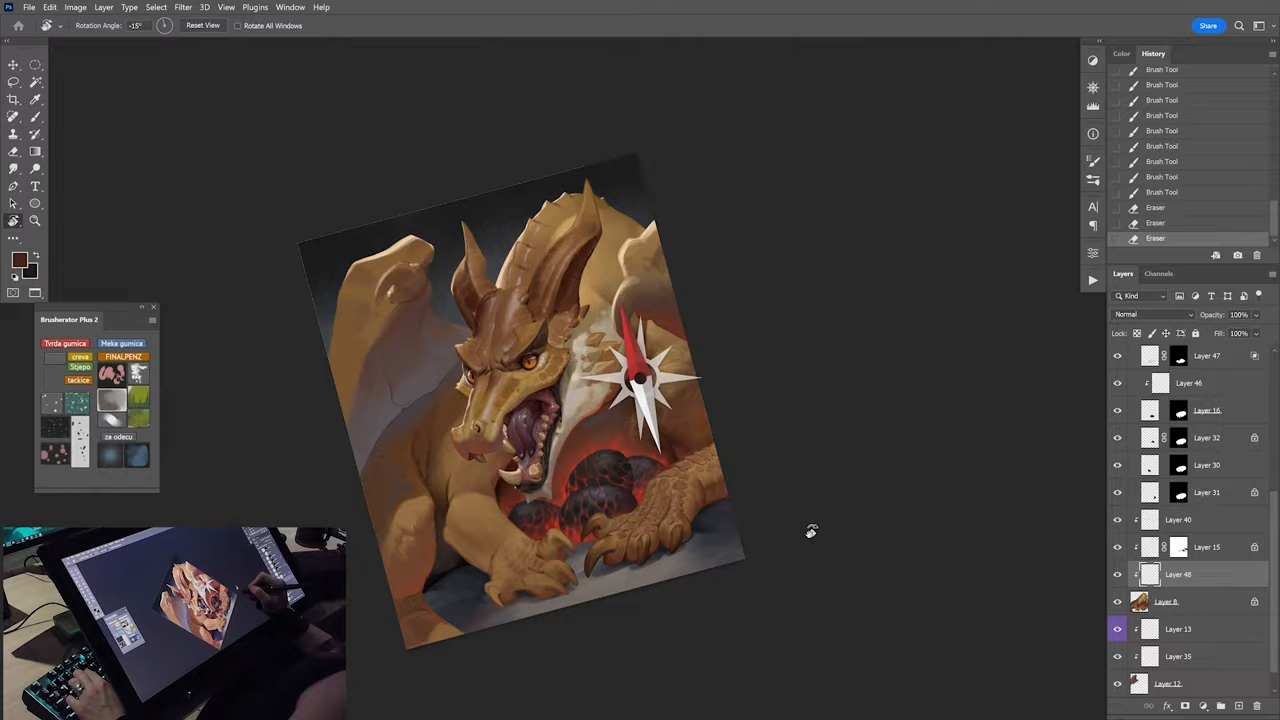 Ps File Edit Image Layer Type Select Filter 3D View Plugins Window Help
Rotation Angle: -15° Reset View Rotate All Windows Share
Color History
Brush Tool
Brush Tool
Brush Tool
Brush Tool
Brush Tool
Brush Tool
Brush Tool
Brush Tool
Brush Tool
Eraser
Eraser
Eraser
Layers Channels
Kind
Normal Opacity: 100%
Lock: Fill: 100%
Layer 47
Layer 46
Layer 16
Layer 32
Layer 30
Layer 31
Layer 40
Layer 15
Layer 48
Layer 8
Layer 13
Layer 35
Layer 12
Brusherator Plus 2
Tvrda gumica Meka gumica
creva FINALPENZ
Stjepo
tackice
za odecu